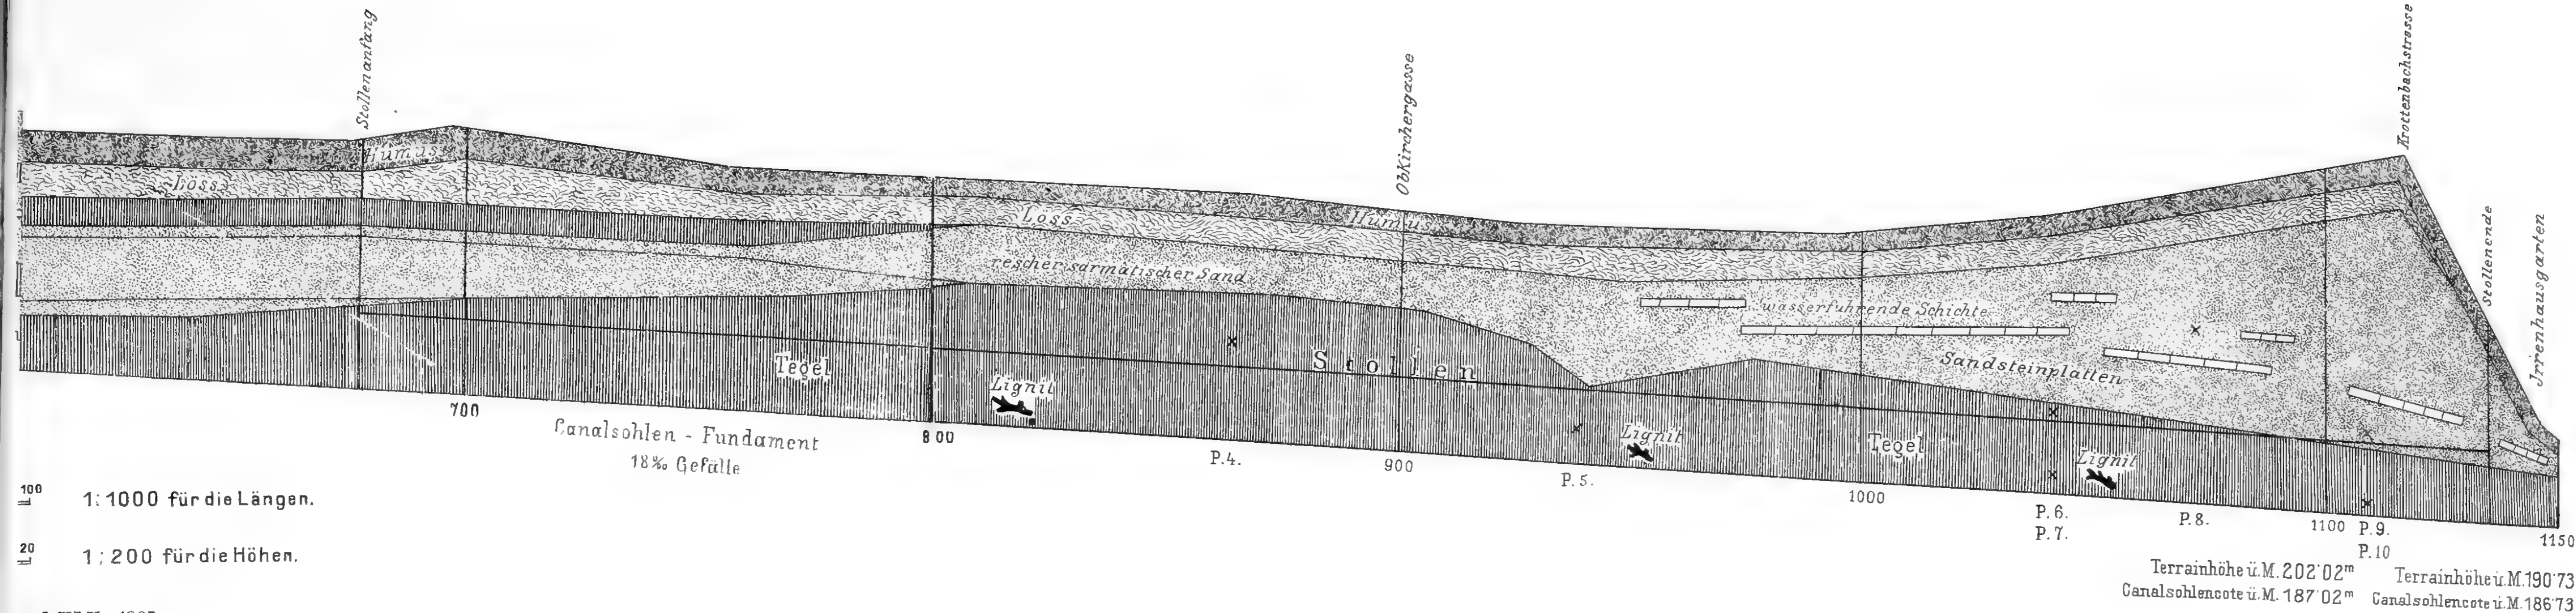 Stollenanfang
Obkirchergasse
Krottenbachstrasse
Stollenende
Irrenhausgarten
Humus
Löss
Löss
Humus
rescher sarmatischer Sand
wasserführende Schichte
Sandsteinplatten
Stollen
Tegel
Lignit
Lignit
Tegel
Lignit
700
800
P.4.
900
P.5.
1000
P.6.
P.7.
P.8.
1100
P.9.
P.10
1150
Canalsohlen - Fundament
18‰ Gefälle
100
1:1000 für die Längen.
20
1:200 für die Höhen.
Terrainhöhe ü.M. 202·02ᵐ
Canalsohlencote ü.M. 187·02ᵐ
Terrainhöhe ü.M. 190·73
Canalsohlencote ü.M. 186·73